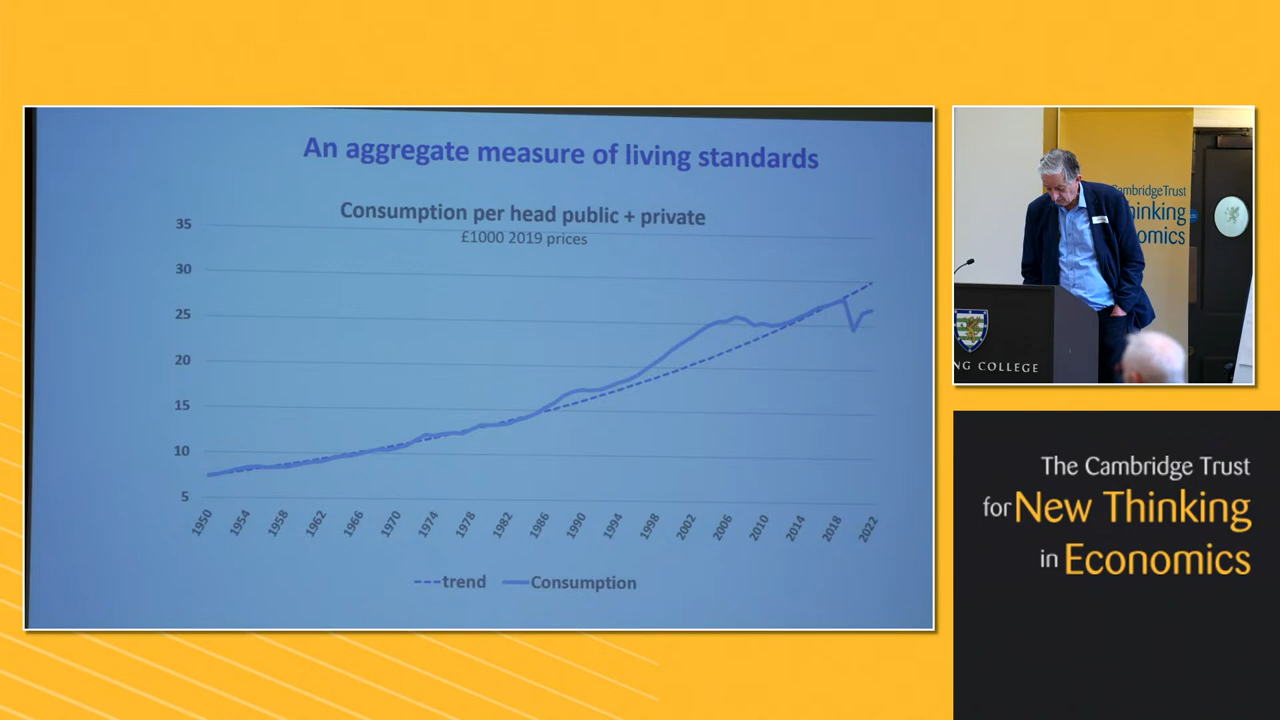 An aggregate measure of living standards
Consumption per head public + private
£1000 2019 prices
35
30
25
20
15
10
5
1950
1954
1958
1962
1966
1970
1974
1978
1982
1986
1990
1994
1998
2002
2006
2010
2014
2018
2022
trend
Consumption
Cambridge Trust
hinking
omics
NG COLLEGE
The Cambridge Trust
for New Thinking
in Economics